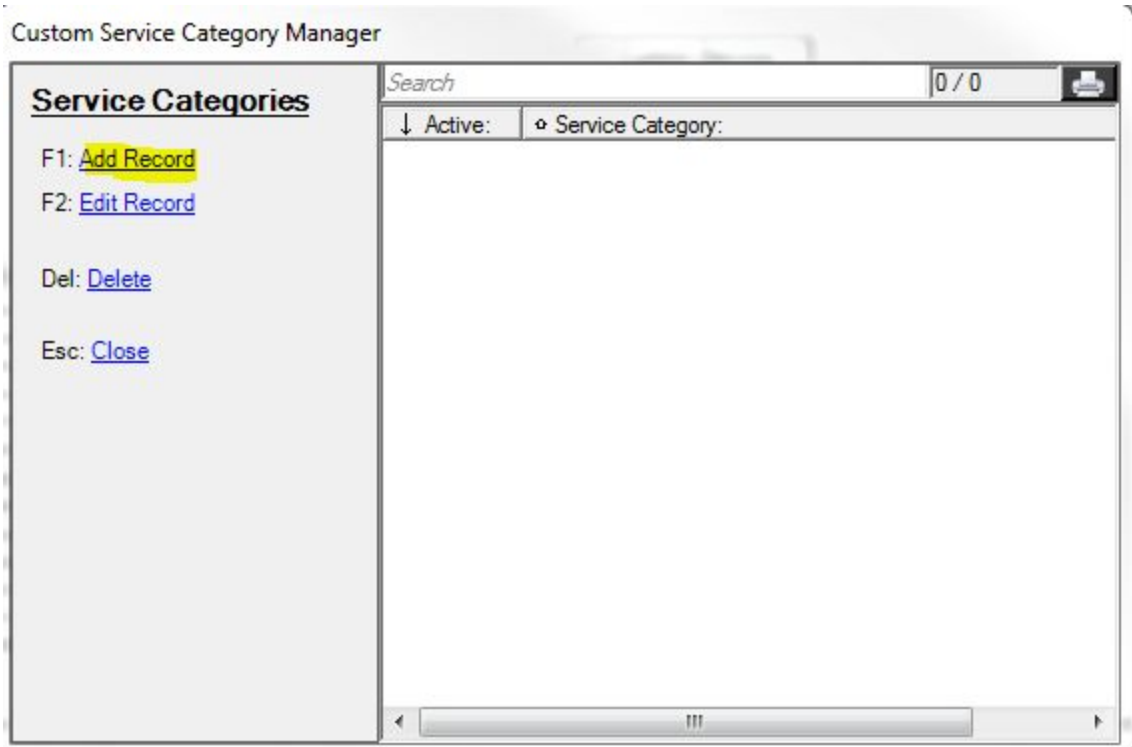 Custom Service Category Manager
Service Categories
F1: Add Record
F2: Edit Record
Del: Delete
Esc: Close
Search
0 / 0
↓ Active:
Service Category: